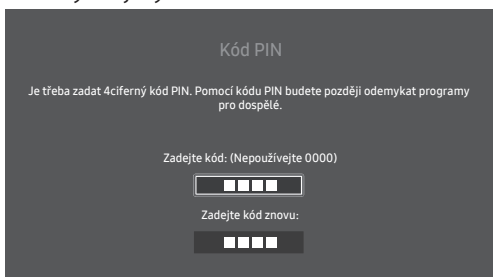 Kód PIN
Je třeba zadat 4ciferný kód PIN. Pomocí kódu PIN budete později odemykat programy
pro dospělé.
Zadejte kód: (Nepoužívejte 0000)
Zadejte kód znovu: